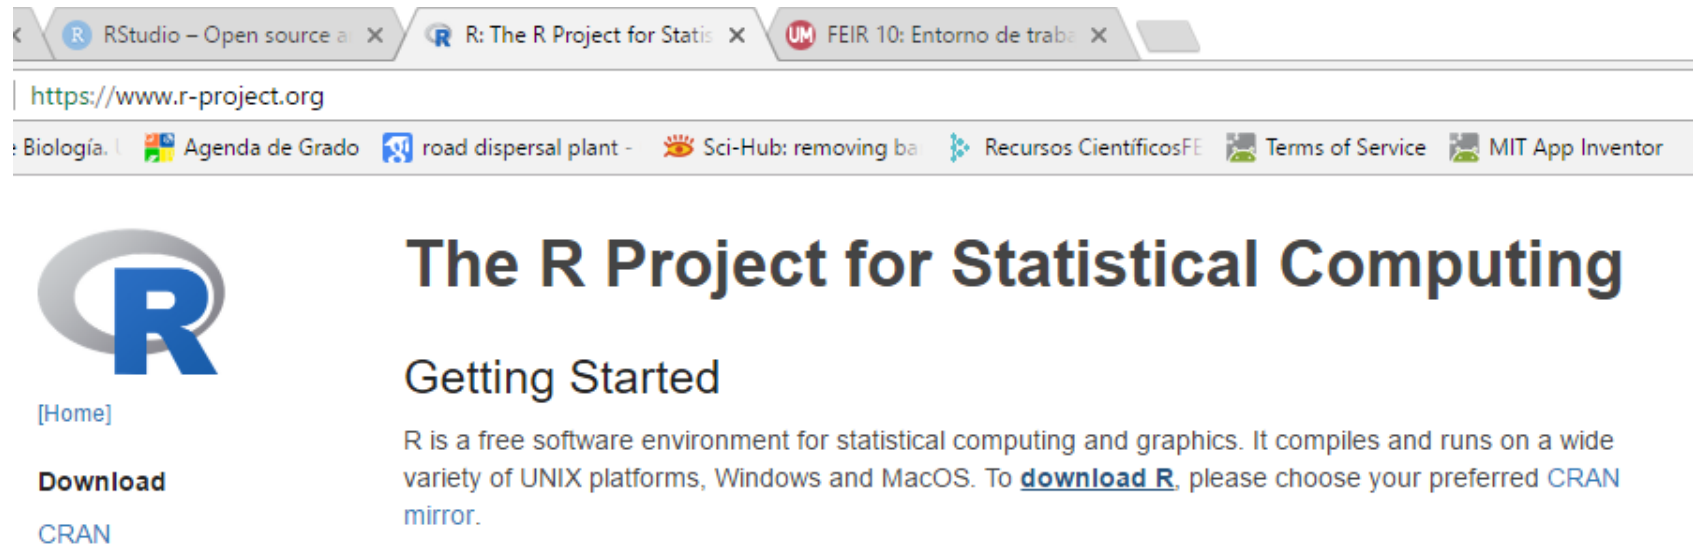 RStudio – Open source a
R: The R Project for Statis
FEIR 10: Entorno de traba
https://www.r-project.org
Biología. Agenda de Grado road dispersal plant - Sci-Hub: removing ba Recursos CientíficosFE Terms of Service MIT App Inventor
R
The R Project for Statistical Computing
[Home]
Download
CRAN
Getting Started
R is a free software environment for statistical computing and graphics. It compiles and runs on a wide
variety of UNIX platforms, Windows and MacOS. To download R, please choose your preferred CRAN
mirror.